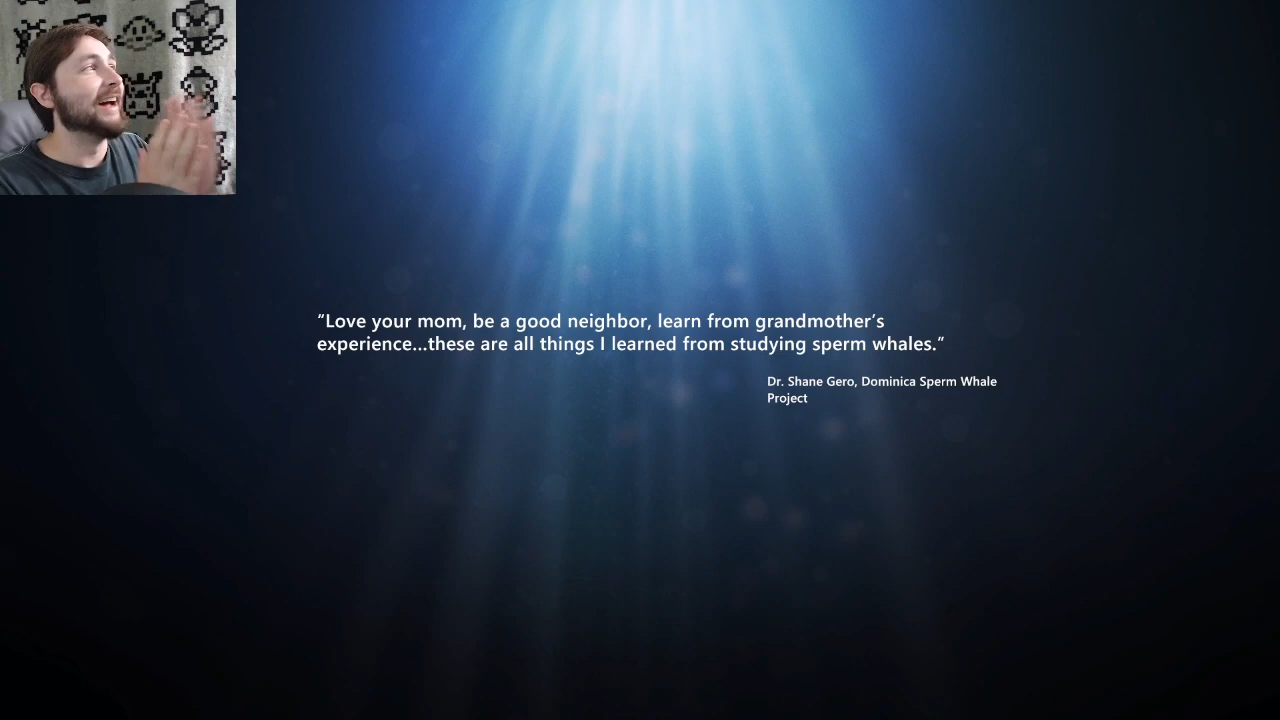 “Love your mom, be a good neighbor, learn from grandmother’s
experience...these are all things I learned from studying sperm whales.”
Dr. Shane Gero, Dominica Sperm Whale
Project